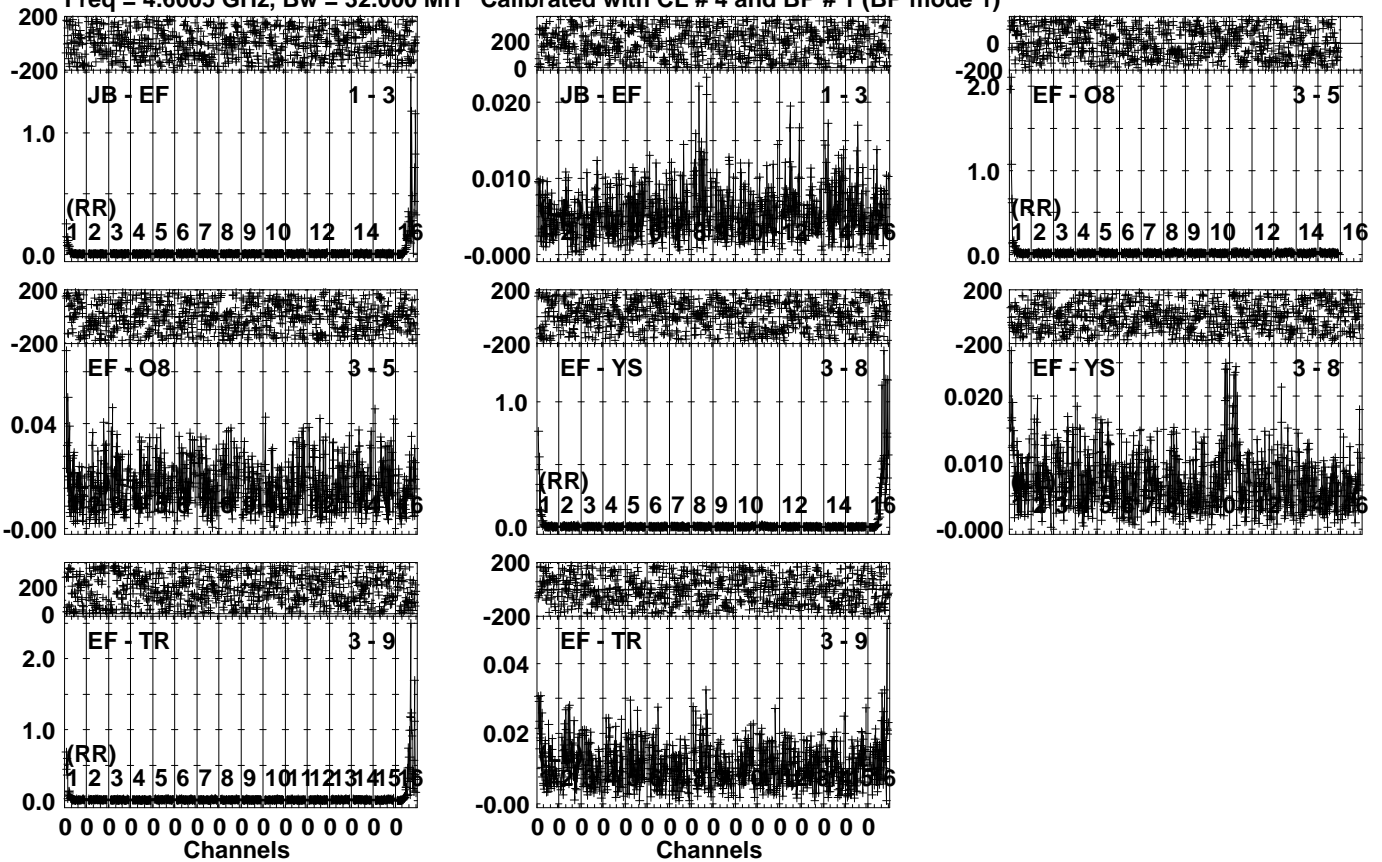 Freq = 4.6605 GHz, Bw = 32.000 MH Calibrated with CL # 4 and BP # 1 (BP mode 1)
200
-200
JB - EF 1 - 3
1.0
(RR)
1 2 3 4 5 6 7 8 9 10 12 14 16
0.0
200
0
JB - EF 1 - 3
0.020
0.010
-0.000
0
-200
2.0
EF - O8 3 - 5
1.0
(RR)
1 2 3 4 5 6 7 8 9 10 12 14 16
0.0
200
-200
EF - O8 3 - 5
0.04
-0.00
200
-200
EF - YS 3 - 8
1.0
(RR)
1 2 3 4 5 6 7 8 9 10 12 14 16
0.0
200
-200
EF - YS 3 - 8
0.020
0.010
-0.000
200
0
EF - TR 3 - 9
2.0
1.0
(RR)
1 2 3 4 5 6 7 8 9 10 11 12 13 14 15 16
0.0
0 0 0 0 0 0 0 0 0 0 0 0 0 0 0 0
Channels
200
-200
EF - TR 3 - 9
0.04
0.02
-0.00
0 0 0 0 0 0 0 0 0 0 0 0 0 0 0 0
Channels